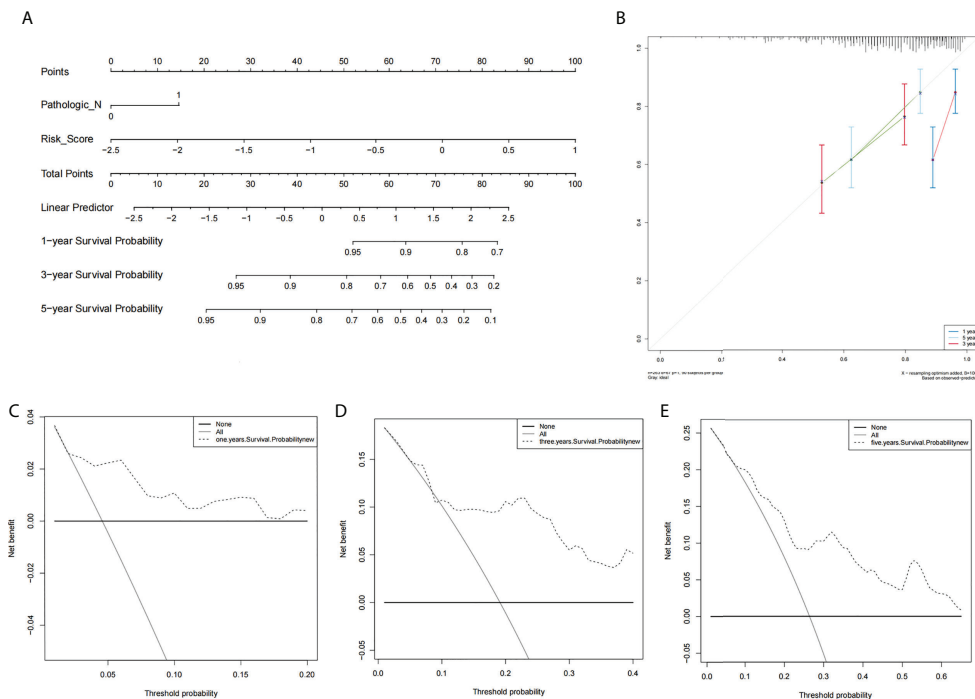 A
Points
0 10 20 30 40 50 60 70 80 90 100
Pathologic_N
1
0
Risk_Score
−2.5 −2 −1 −0.5 0 0.5 1
Total Points
0 10 20 30 40 50 60 70 80 90 100
Linear Predictor
−2.5 −2 −1.5 −1 −0.5 0 0.5 1 1.5 2 2.5
1−year Survival Probability
0.95 0.9 0.8 0.7
3−year Survival Probability
0.95 0.9 0.8 0.7 0.6 0.5 0.4 0.3 0.2
5−year Survival Probability
0.95 0.9 0.8 0.7 0.6 0.5 0.4 0.3 0.2 0.1
B
1.0
0.8
0.6
0.4
0.2
0.0
0.0 0.4 0.6 0.8 1.0
1 yea
5 yea
3 yea
Gray: ideal
X − resampling optimism added, B=10
Based on observed−predict
C
0.04
0.02
0.00
−0.02
−0.04
Net benefit
None
All
one.years.Survival.Probabilitynew
0.05 0.10 0.15 0.20
Threshold probability
D
0.15
0.10
0.05
0.00
−0.05
Net benefit
None
All
three.years.Survival.Probabilitynew
0.0 0.1 0.2 0.3 0.4
Threshold probability
E
0.25
0.20
0.15
0.10
0.05
0.00
−0.05
Net benefit
None
All
five.years.Survival.Probabilitynew
0.0 0.1 0.2 0.3 0.4 0.5 0.6
Threshold probability